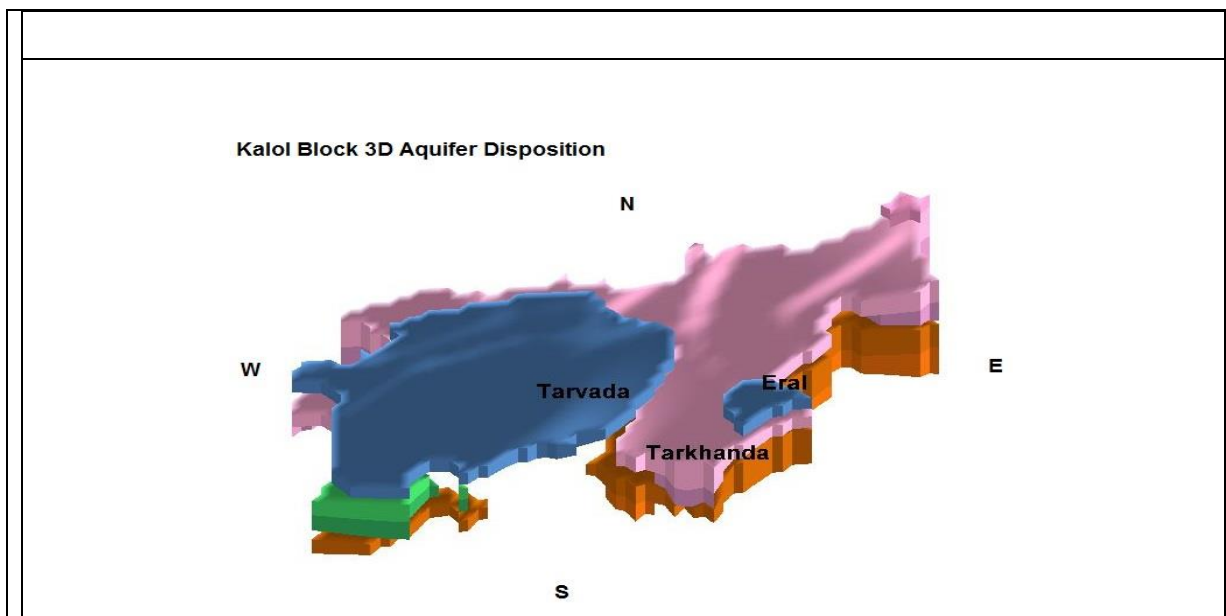 Kalol Block 3D Aquifer Disposition
N
W
E
Eral
Tarvada
Tarkhanda
S